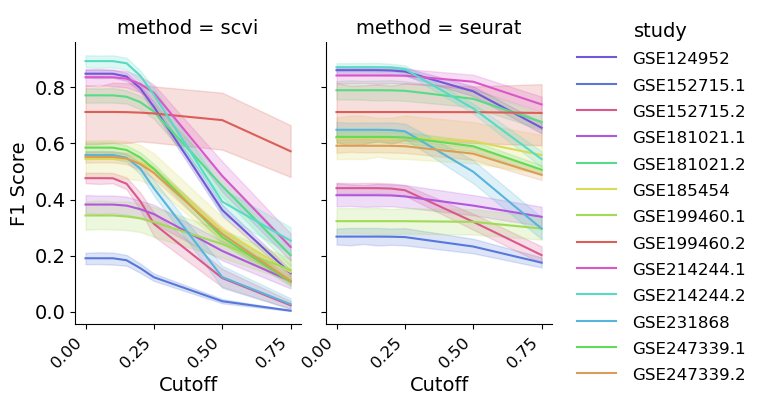 method = scvi
method = seurat
study
GSE124952
GSE152715.1
GSE152715.2
GSE181021.1
GSE181021.2
GSE185454
GSE199460.1
GSE199460.2
GSE214244.1
GSE214244.2
GSE231868
GSE247339.1
GSE247339.2
F1 Score
0.8
0.6
0.4
0.2
0.0
0.00
0.25
0.50
0.75
0.00
0.25
0.50
0.75
Cutoff
Cutoff